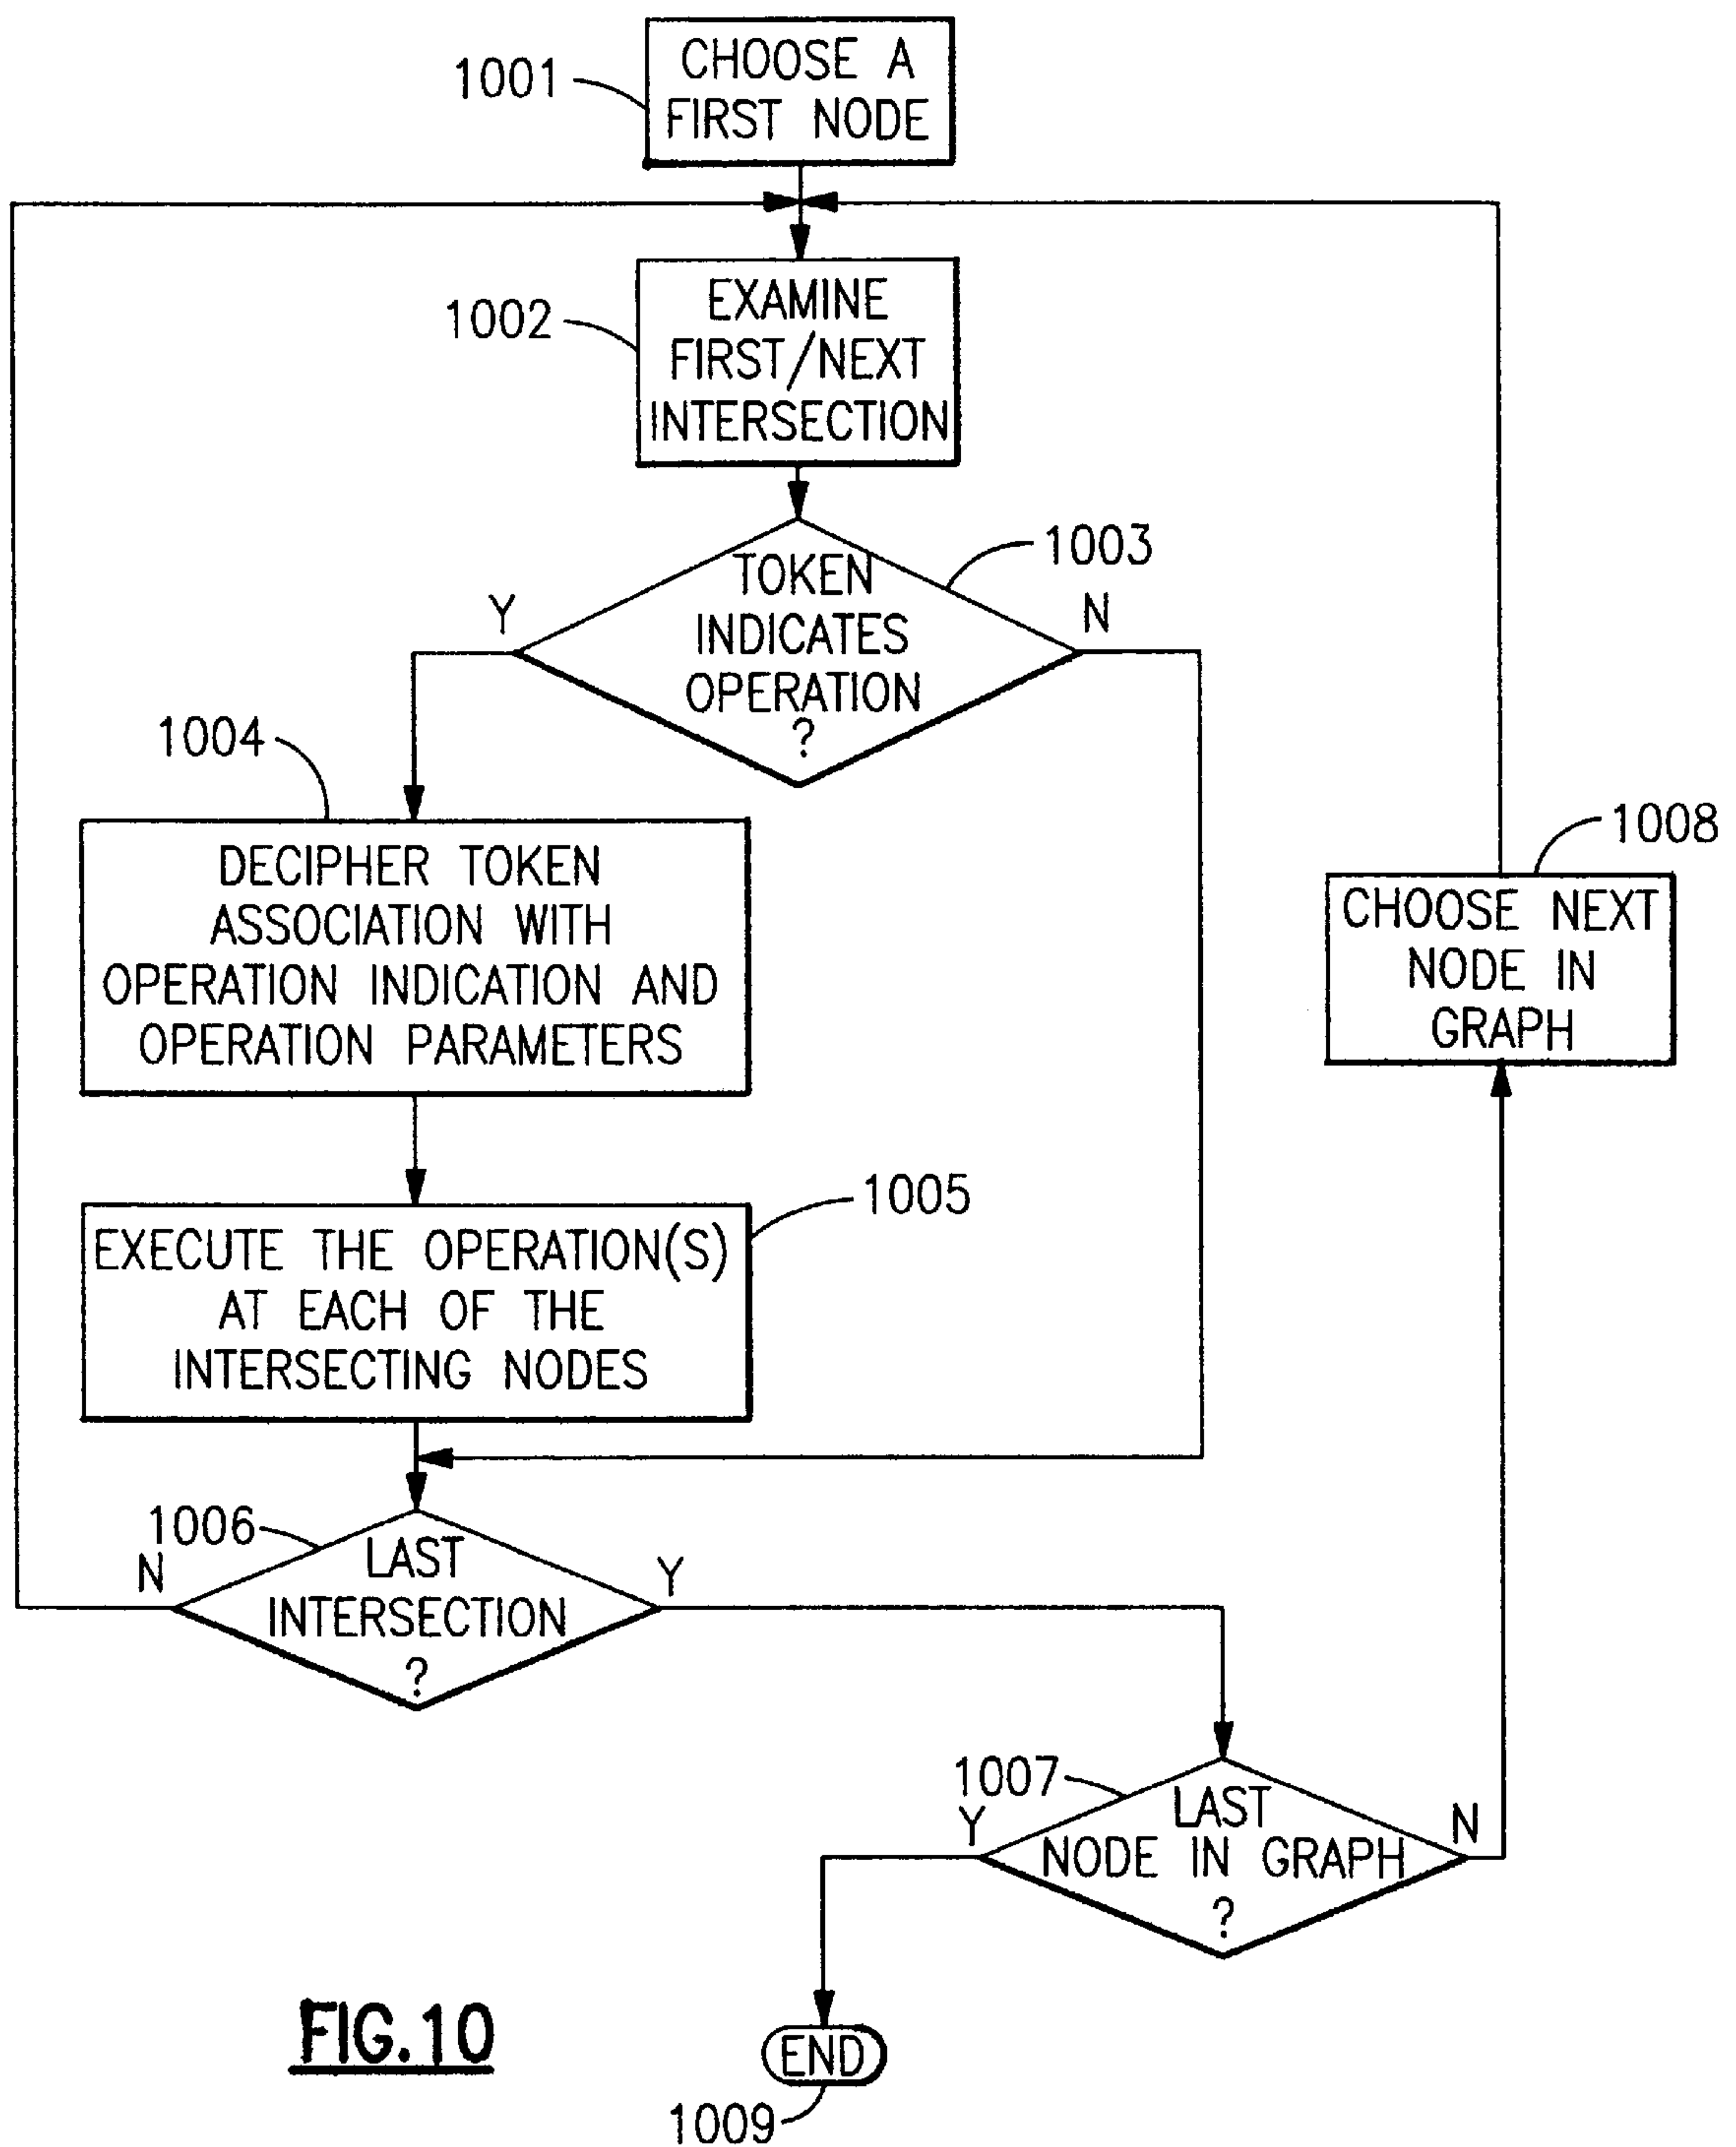 CHOOSE A
FIRST NODE
1001
EXAMINE
FIRST/NEXT
INTERSECTION
1002
TOKEN
INDICATES
OPERATION
?
1003
Y
N
1004
DECIPHER TOKEN
ASSOCIATION WITH
OPERATION INDICATION AND
OPERATION PARAMETERS
1008
CHOOSE NEXT
NODE IN
GRAPH
1005
EXECUTE THE OPERATION(S)
AT EACH OF THE
INTERSECTING NODES
1006
N
LAST
INTERSECTION
?
Y
1007
Y
LAST
NODE IN GRAPH
?
N
END
1009
FIG.10